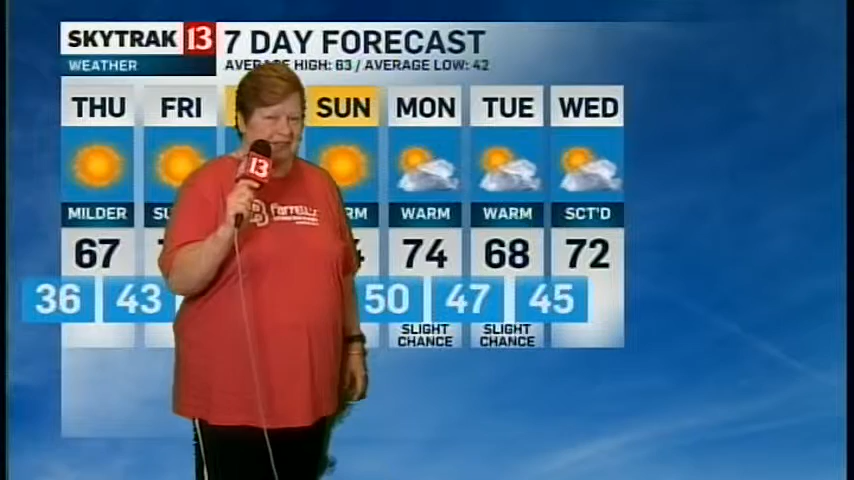 SKYTRAK 13
WEATHER
7 DAY FORECAST
AVERAGE HIGH: 63 / AVERAGE LOW: 42
THU FRI SUN MON TUE WED
MILDER WARM WARM SCT'D
67 74 68 72
36 43 50 47 45
SLIGHT CHANCE SLIGHT CHANCE
13
Farrell's